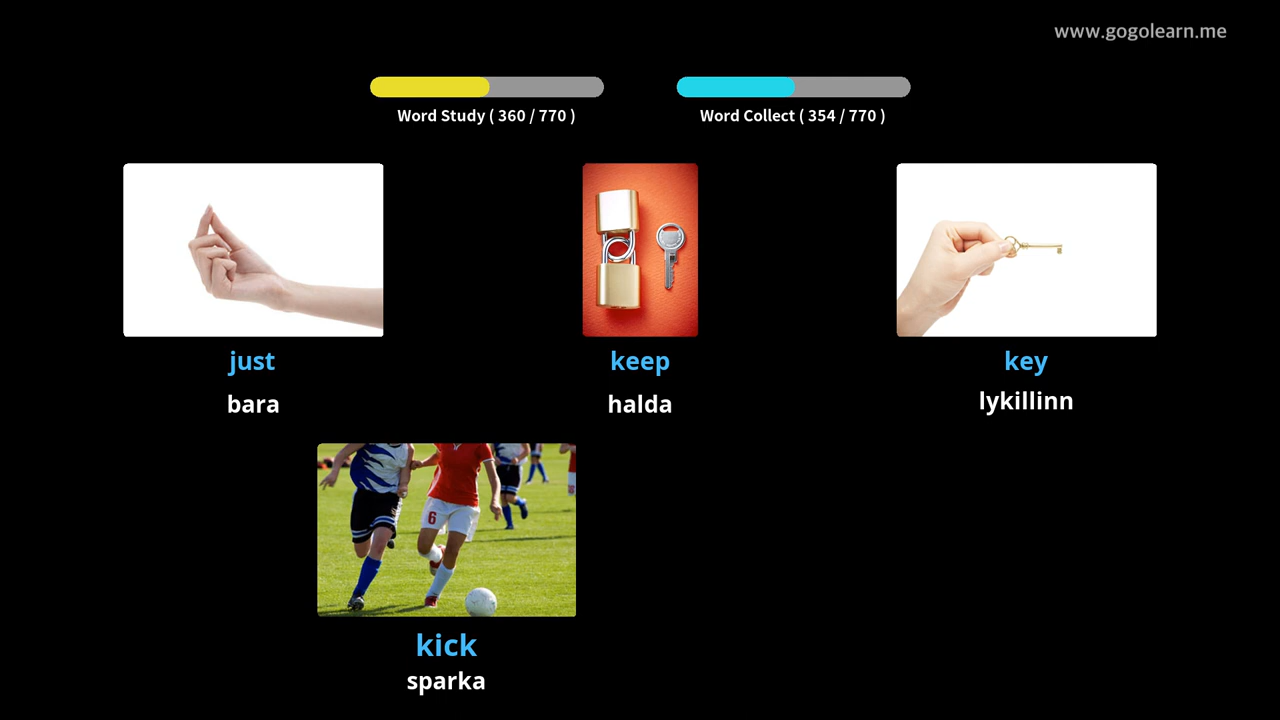 www.gogolearn.me
Word Study ( 360 / 770 )
Word Collect ( 354 / 770 )
just
bara
keep
halda
key
lykillinn
6
kick
sparka